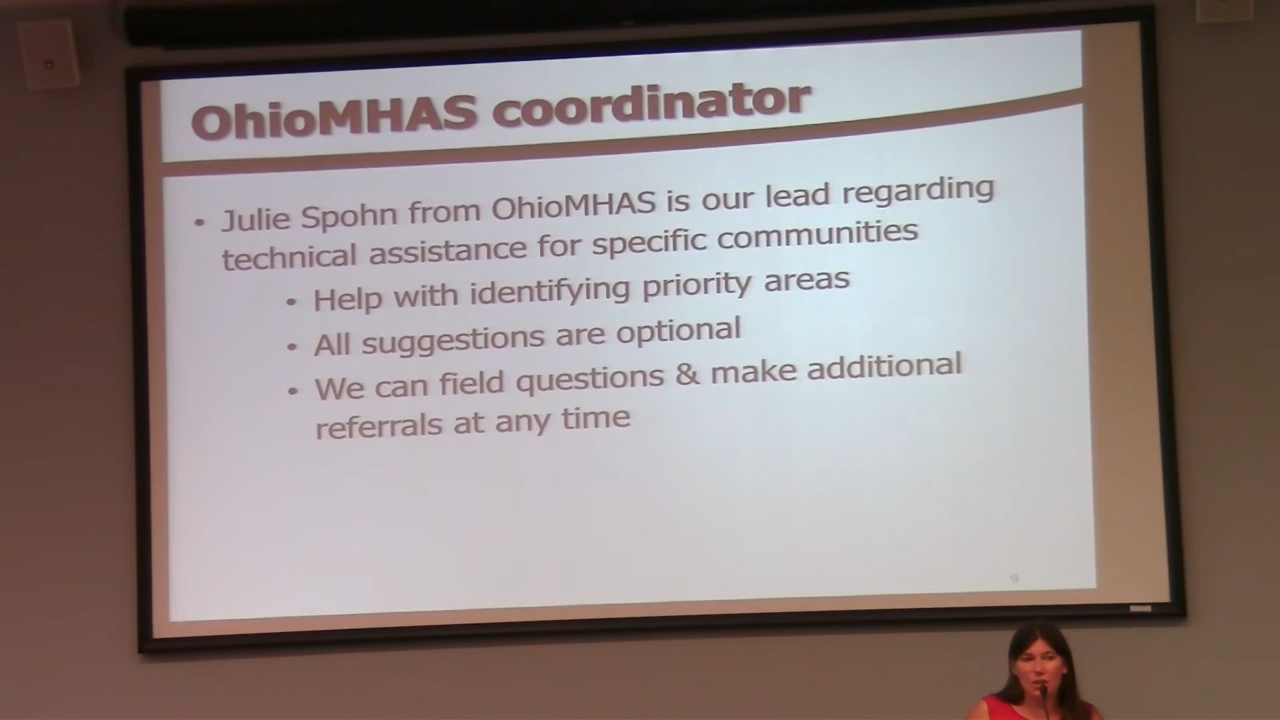 OhioMHAS coordinator
• Julie Spohn from OhioMHAS is our lead regarding
technical assistance for specific communities
• Help with identifying priority areas
• All suggestions are optional
• We can field questions & make additional
referrals at any time
9